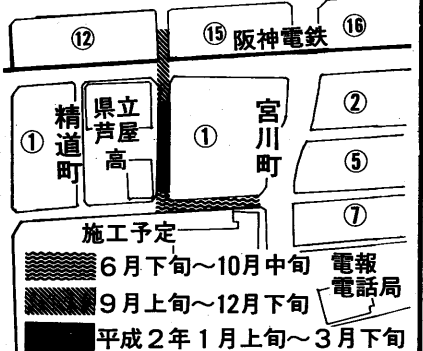 ⑫
⑮
阪神電鉄
⑯
①
精道町
県立芦屋高
①
宮川町
②
⑤
⑦
施工予定
6月下旬〜10月中旬
電報電話局
9月上旬〜12月下旬
平成2年1月上旬〜3月下旬